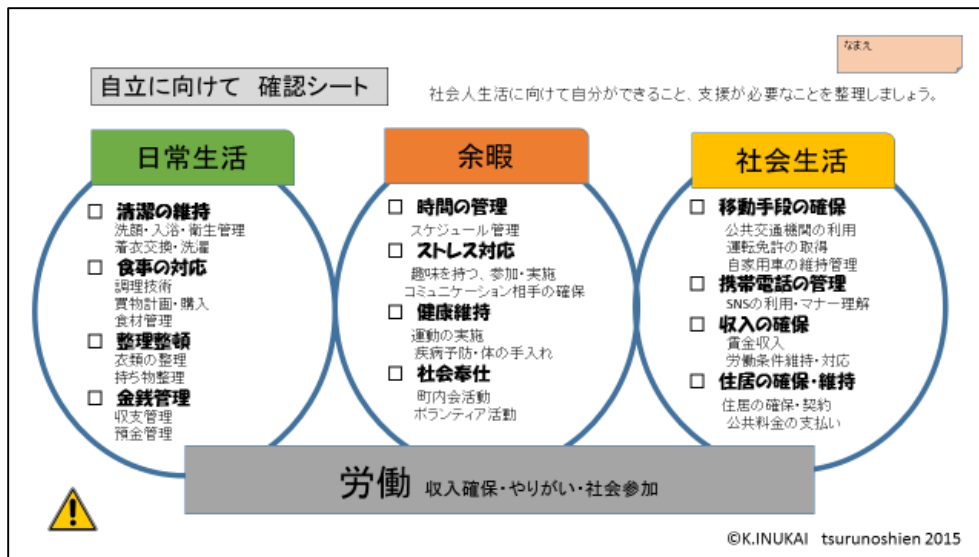 なまえ
自立に向けて 確認シート
社会人生活に向けて自分ができること、支援が必要なことを整理しましょう。
日常生活
□ 清潔の維持
洗顔・入浴・衛生管理
着衣交換・洗濯
□ 食事の対応
調理技術
買物計画・購入
食材管理
□ 整理整頓
衣類の整理
持ち物整理
□ 金銭管理
収支管理
預金管理
余暇
□ 時間の管理
スケジュール管理
□ ストレス対応
趣味を持つ、参加・実施
コミュニケーション相手の確保
□ 健康維持
運動の実施
疾病予防・体の手入れ
□ 社会奉仕
町内会活動
ボランティア活動
社会生活
□ 移動手段の確保
公共交通機関の利用
運転免許の取得
自家用車の維持管理
□ 携帯電話の管理
SNSの利用・マナー理解
□ 収入の確保
賃金収入
労働条件維持・対応
□ 住居の確保・維持
住居の確保・契約
公共料金の支払い
労働 収入確保・やりがい・社会参加
©K.INUKAI tsurunoshien 2015